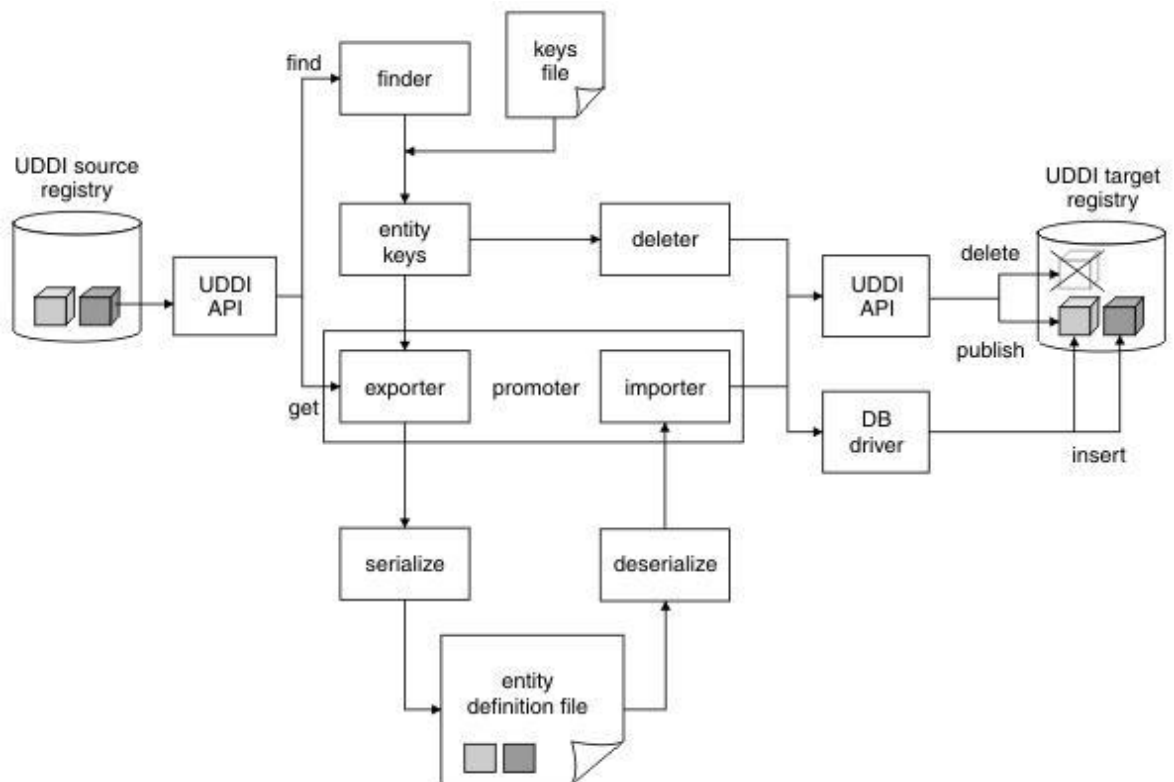 keys
file
find
finder
UDDI source
registry
UDDI target
registry
entity
keys
deleter
delete
UDDI
API
UDDI
API
publish
get
exporter
promoter
importer
DB
driver
insert
serialize
deserialize
entity
definition file